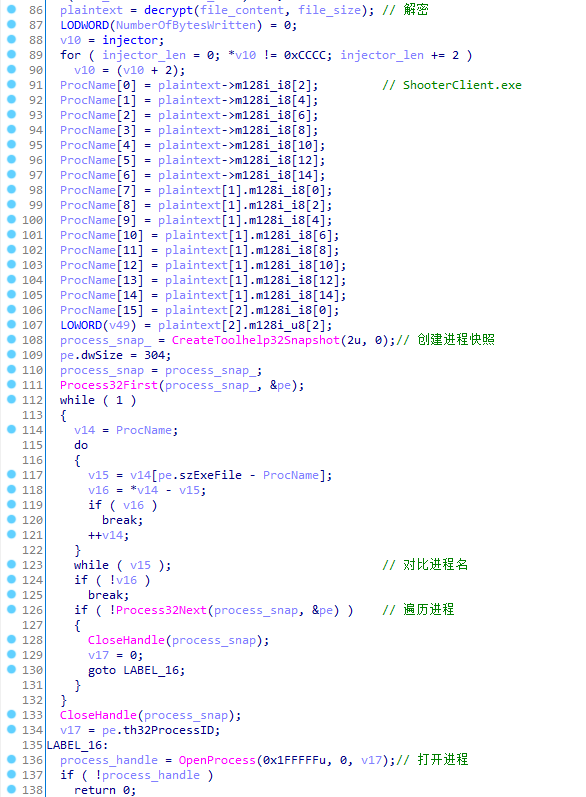 86 plaintext = decrypt(file_content, file_size); // 解密
87 LODWORD(NumberOfBytesWritten) = 0;
88 v10 = injector;
89 for ( injector_len = 0; *v10 != 0xCCCC; injector_len += 2 )
90 v10 = (v10 + 2);
91 ProcName[0] = plaintext->m128i_i8[2]; // ShooterClient.exe
92 ProcName[1] = plaintext->m128i_i8[4];
93 ProcName[2] = plaintext->m128i_i8[6];
94 ProcName[3] = plaintext->m128i_i8[8];
95 ProcName[4] = plaintext->m128i_i8[10];
96 ProcName[5] = plaintext->m128i_i8[12];
97 ProcName[6] = plaintext->m128i_i8[14];
98 ProcName[7] = plaintext[1].m128i_i8[0];
99 ProcName[8] = plaintext[1].m128i_i8[2];
100 ProcName[9] = plaintext[1].m128i_i8[4];
101 ProcName[10] = plaintext[1].m128i_i8[6];
102 ProcName[11] = plaintext[1].m128i_i8[8];
103 ProcName[12] = plaintext[1].m128i_i8[10];
104 ProcName[13] = plaintext[1].m128i_i8[12];
105 ProcName[14] = plaintext[1].m128i_i8[14];
106 ProcName[15] = plaintext[2].m128i_i8[0];
107 LOWORD(v49) = plaintext[2].m128i_u8[2];
108 process_snap_ = CreateToolhelp32Snapshot(2u, 0);// 创建进程快照
109 pe.dwSize = 304;
110 process_snap = process_snap_;
111 Process32First(process_snap_, &pe);
112 while ( 1 )
113 {
114 v14 = ProcName;
115 do
116 {
117 v15 = v14[pe.szExeFile - ProcName];
118 v16 = *v14 - v15;
119 if ( v16 )
120 break;
121 ++v14;
122 }
123 while ( v15 ); // 对比进程名
124 if ( !v16 )
125 break;
126 if ( !Process32Next(process_snap, &pe) ) // 遍历进程
127 {
128 CloseHandle(process_snap);
129 v17 = 0;
130 goto LABEL_16;
131 }
132 }
133 CloseHandle(process_snap);
134 v17 = pe.th32ProcessID;
135 LABEL_16:
136 process_handle = OpenProcess(0x1FFFFFu, 0, v17);// 打开进程
137 if ( !process_handle )
138 return 0;